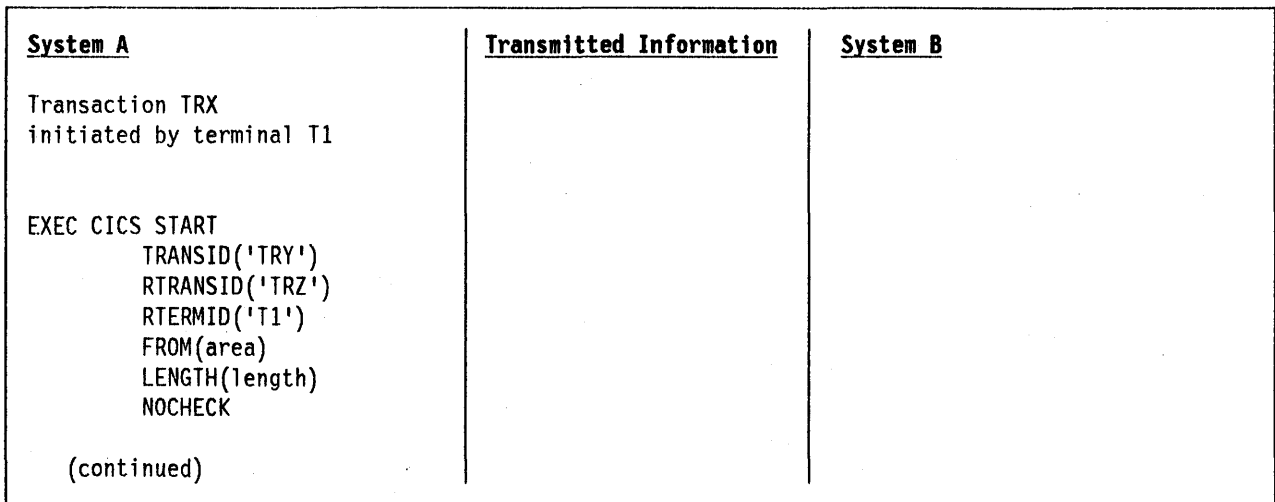 System A
Transmitted Information
System B
Transaction TRX
initiated by terminal T1
EXEC CICS START
TRANSID('TRY')
RTRANSID('TRZ')
RTERMID('T1')
FROM(area)
LENGTH(length)
NOCHECK
(continued)